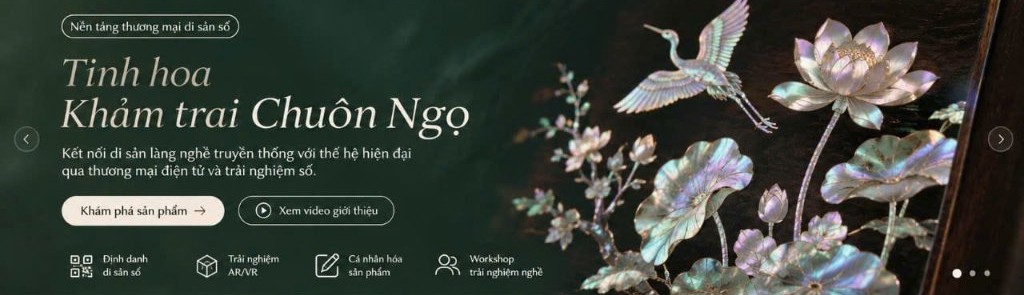 Nền tảng thương mại di sản số
Tinh hoa
Khảm trai Chuôn Ngọ
Kết nối di sản làng nghề truyền thống với thế hệ hiện đại
qua thương mại điện tử và trải nghiệm số.
Khám phá sản phẩm →
Xem video giới thiệu
Định danh
di sản số
Trải nghiệm
AR/VR
Cá nhân hóa
sản phẩm
Workshop
trải nghiệm nghề